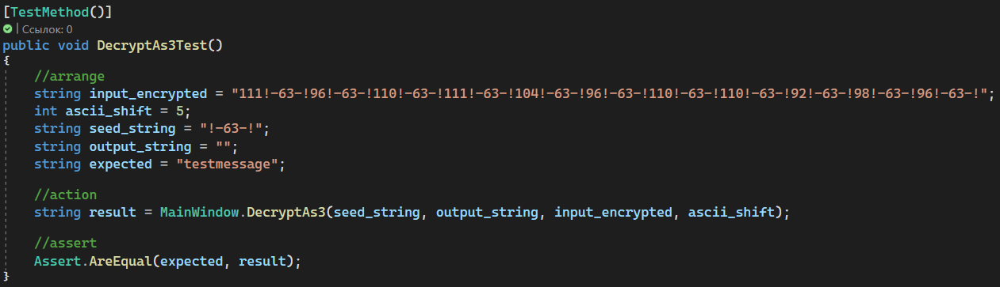 [TestMethod()]
| Ссылок: 0
public void DecryptAs3Test()
{
//arrange
string input_encrypted = "111!-63-!96!-63-!110!-63-!111!-63-!104!-63-!96!-63-!110!-63-!110!-63-!92!-63-!98!-63-!96!-63-!";
int ascii_shift = 5;
string seed_string = "!-63-!";
string output_string = "";
string expected = "testmessage";
//action
string result = MainWindow.DecryptAs3(seed_string, output_string, input_encrypted, ascii_shift);
//assert
Assert.AreEqual(expected, result);
}